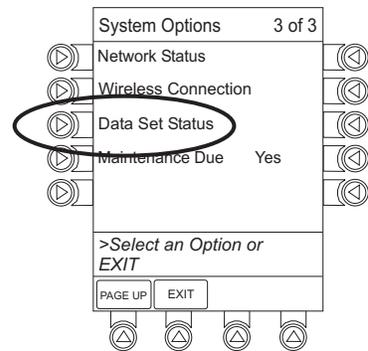 System Options 3 of 3
Network Status
Wireless Connection
Data Set Status
Maintenance Due Yes
>Select an Option or
EXIT
PAGE UP EXIT